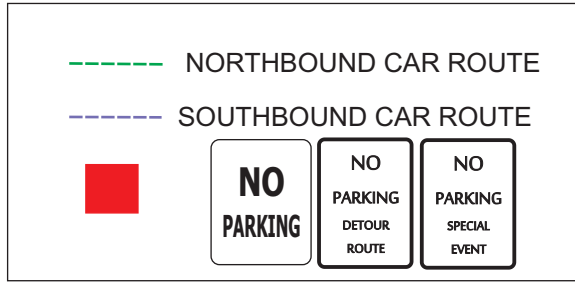 NORTHBOUND CAR ROUTE
SOUTHBOUND CAR ROUTE
NO
PARKING
NO
PARKING
DETOUR
ROUTE
NO
PARKING
SPECIAL
EVENT